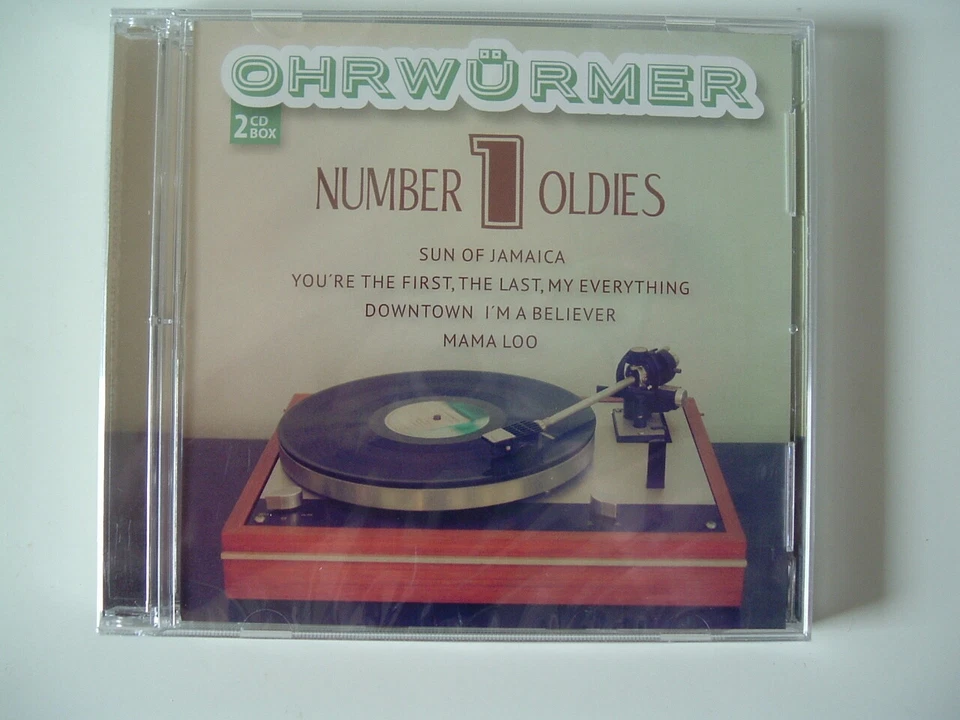 OHRWÜRMER
2 CD BOX
NUMBER 1 OLDIES
SUN OF JAMAICA
YOU´RE THE FIRST, THE LAST, MY EVERYTHING
DOWNTOWN I´M A BELIEVER
MAMA LOO